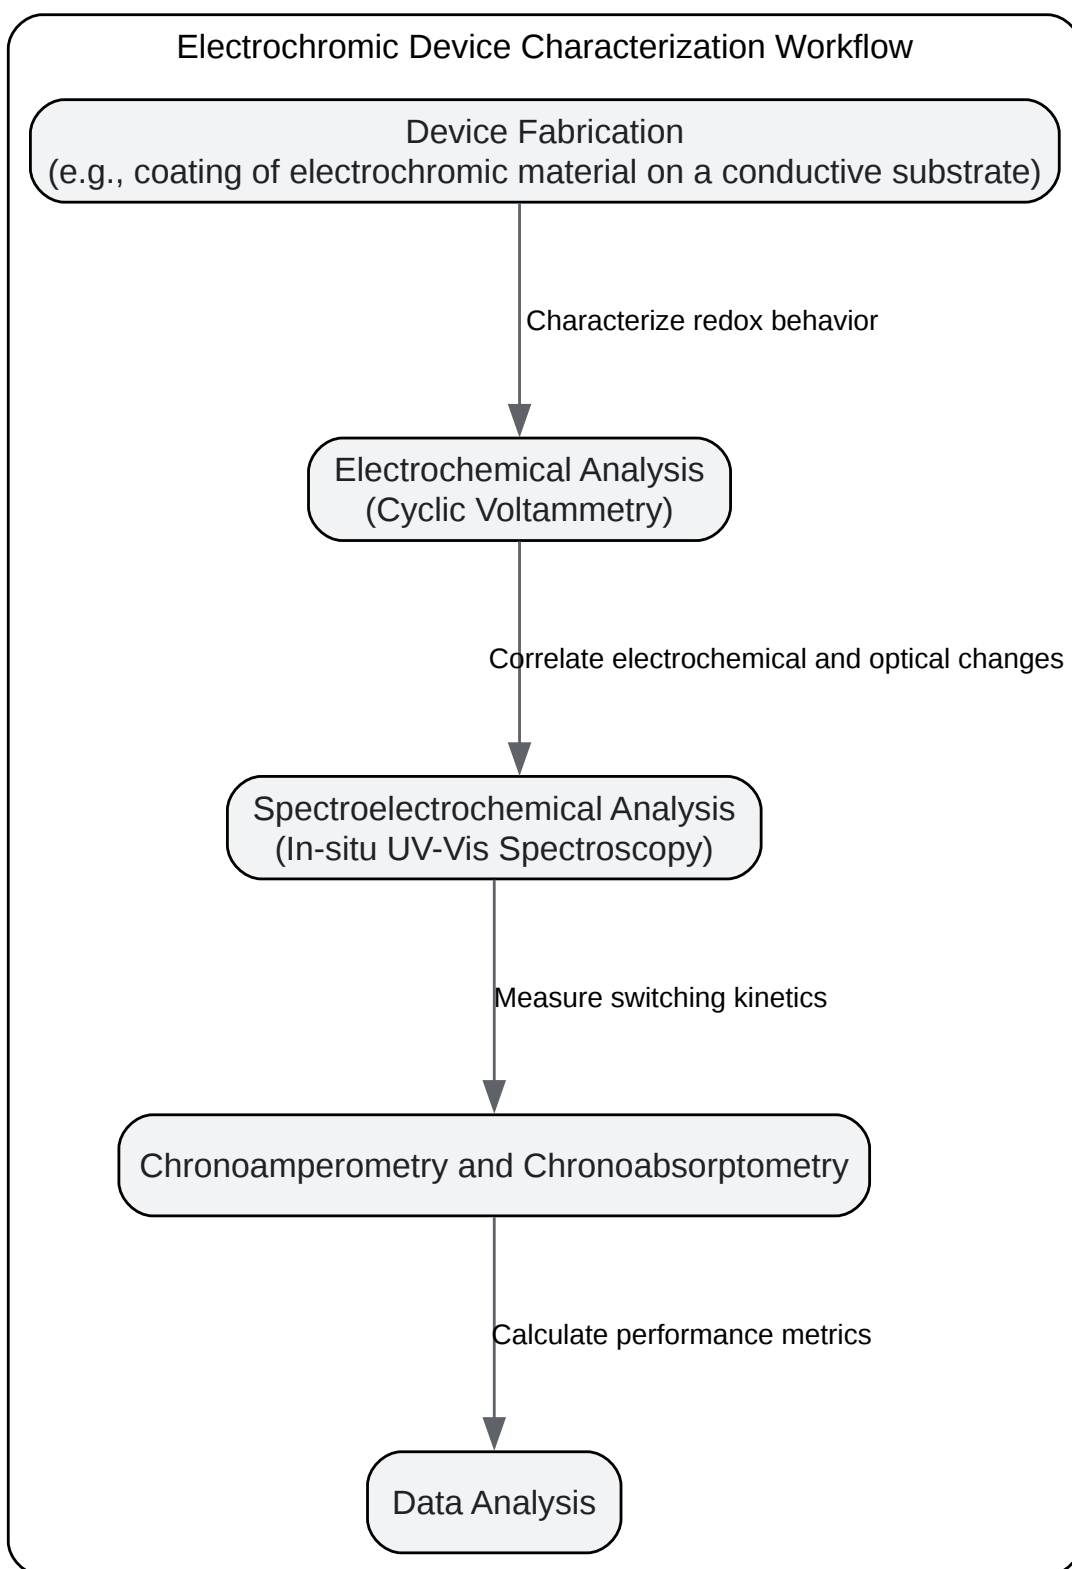 Electrochromic Device Characterization Workflow
Device Fabrication
(e.g., coating of electrochromic material on a conductive substrate)
Characterize redox behavior
Electrochemical Analysis
(Cyclic Voltammetry)
Correlate electrochemical and optical changes
Spectroelectrochemical Analysis
(In-situ UV-Vis Spectroscopy)
Measure switching kinetics
Chronoamperometry and Chronoabsorptometry
Calculate performance metrics
Data Analysis